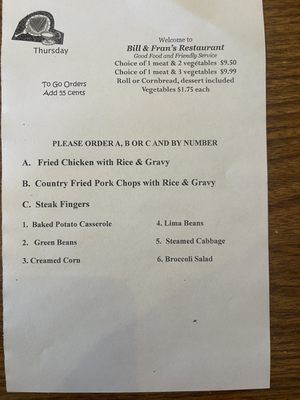 Thursday
To Go Orders
Add 55 cents
Welcome to
Bill & Fran's Restaurant
Good Food and Friendly Service
Choice of 1 meat & 2 vegetables $9.50
Choice of 1 meat & 3 vegetables $9.99
Roll or Cornbread, dessert included
Vegetables $1.75 each
PLEASE ORDER A, B OR C AND BY NUMBER
A. Fried Chicken with Rice & Gravy
B. Country Fried Pork Chops with Rice & Gravy
C. Steak Fingers
1. Baked Potato Casserole
2. Green Beans
3. Creamed Corn
4. Lima Beans
5. Steamed Cabbage
6. Broccoli Salad